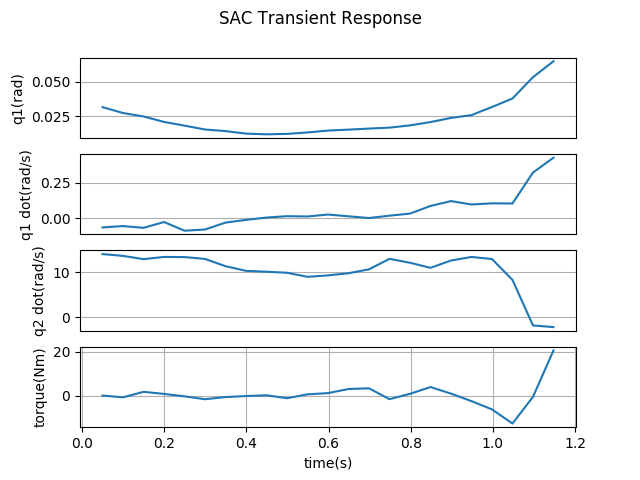 SAC Transient Response
q1(rad)
0.050
0.025
q1 dot(rad/s)
0.25
0.00
q2 dot(rad/s)
10
0
torque(Nm)
20
0
0.0 0.2 0.4 0.6 0.8 1.0 1.2
time(s)